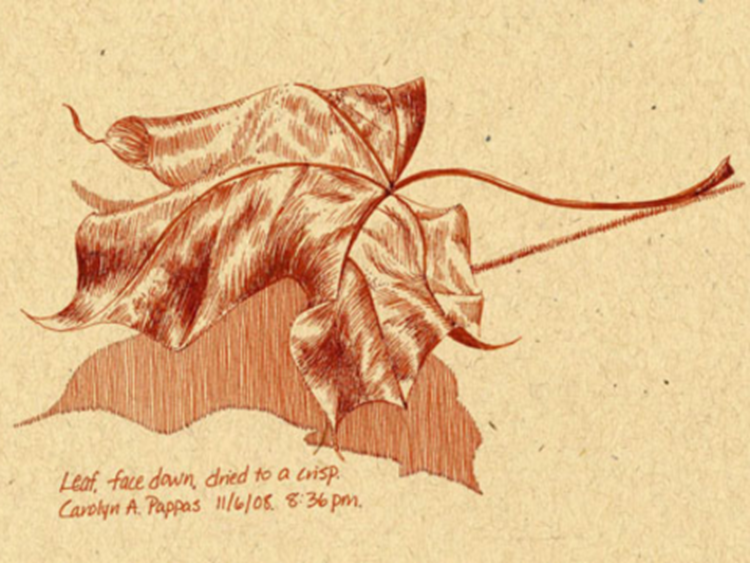 Leaf, face down, dried to a crisp.
Carolyn A. Pappas 11/6/08. 8:36 pm.